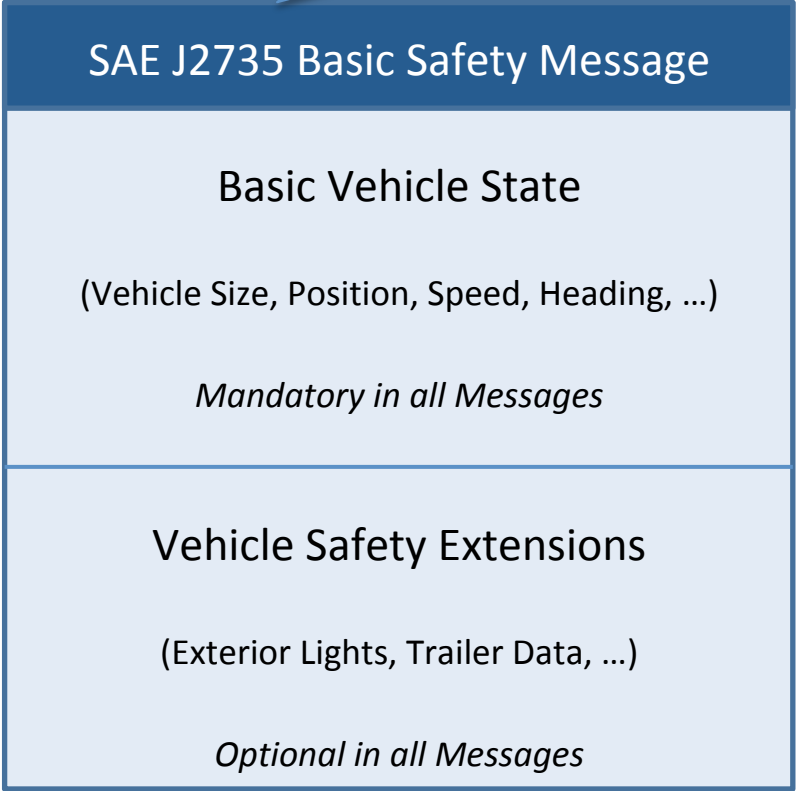 SAE J2735 Basic Safety Message
Basic Vehicle State
(Vehicle Size, Position, Speed, Heading, …)
Mandatory in all Messages
Vehicle Safety Extensions
(Exterior Lights, Trailer Data, …)
Optional in all Messages